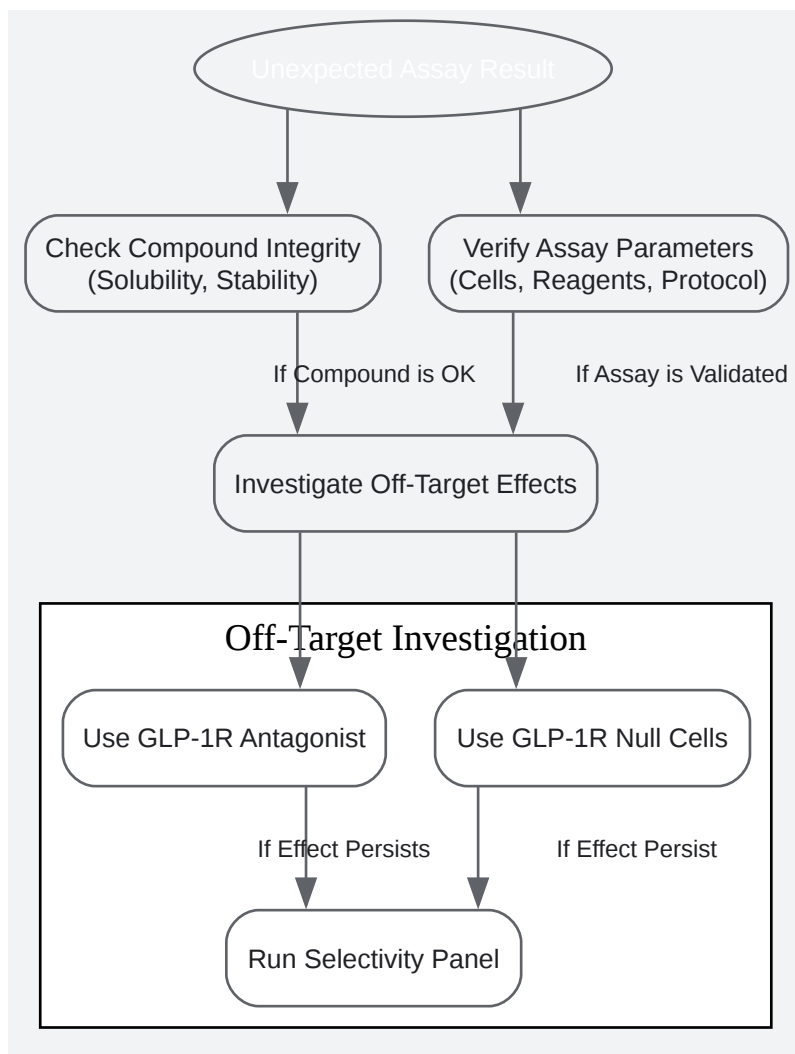 Unexpected Assay Result
Check Compound Integrity
(Solubility, Stability)
Verify Assay Parameters
(Cells, Reagents, Protocol)
If Compound is OK
If Assay is Validated
Investigate Off-Target Effects
Off-Target Investigation
Use GLP-1R Antagonist
Use GLP-1R Null Cells
If Effect Persists
If Effect Persist
Run Selectivity Panel